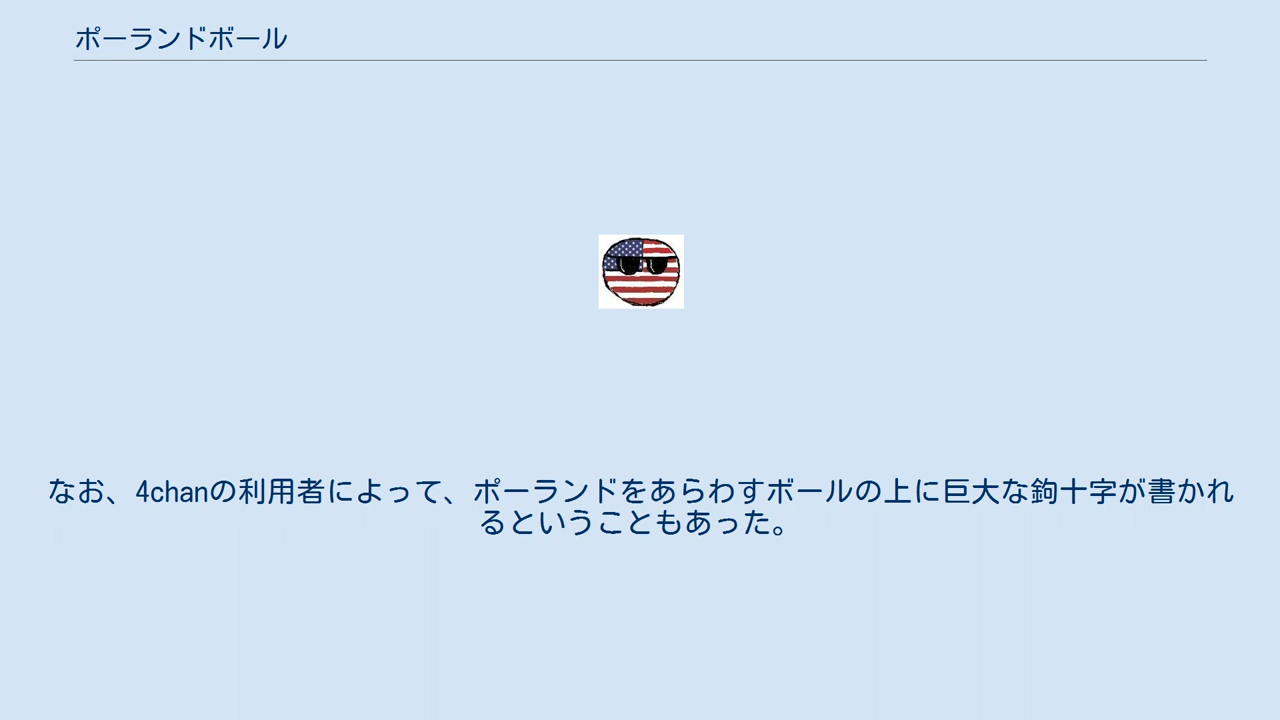 ポーランドボール
なお、4chanの利用者によって、ポーランドをあらわすボールの上に巨大な鉤十字が書かれ
るということもあった。